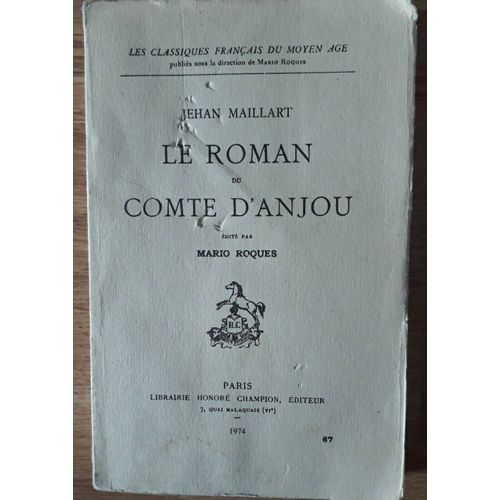 LES CLASSIQUES FRANÇAIS DU MOYEN AGE
publiés sous la direction de MARIO ROQUES
JEHAN MAILLART
LE ROMAN
DU
COMTE D'ANJOU
ÉDITÉ PAR
MARIO ROQUES
H.C
PARIS
LIBRAIRIE HONORÉ CHAMPION, ÉDITEUR
7, QUAI MALAQUAIS (VIe)
1974
67